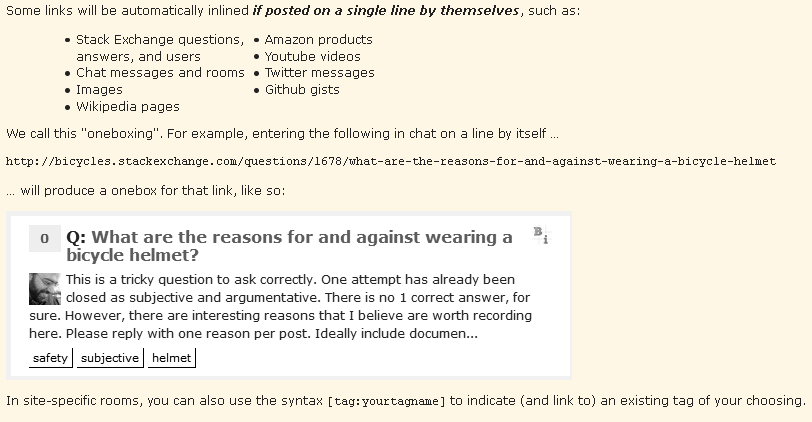 Some links will be automatically inlined if posted on a single line by themselves, such as:
• Stack Exchange questions, answers, and users
• Chat messages and rooms
• Images
• Wikipedia pages
• Amazon products
• Youtube videos
• Twitter messages
• Github gists
We call this "oneboxing". For example, entering the following in chat on a line by itself ...
http://bicycles.stackexchange.com/questions/1678/what-are-the-reasons-for-and-against-wearing-a-bicycle-helmet
... will produce a onebox for that link, like so:
0
Q: What are the reasons for and against wearing a
bicycle helmet?
B i
This is a tricky question to ask correctly. One attempt has already been
closed as subjective and argumentative. There is no 1 correct answer, for
sure. However, there are interesting reasons that I believe are worth recording
here. Please reply with one reason per post. Ideally include documen...
safety subjective helmet
In site-specific rooms, you can also use the syntax [tag:yourtagname] to indicate (and link to) an existing tag of your choosing.